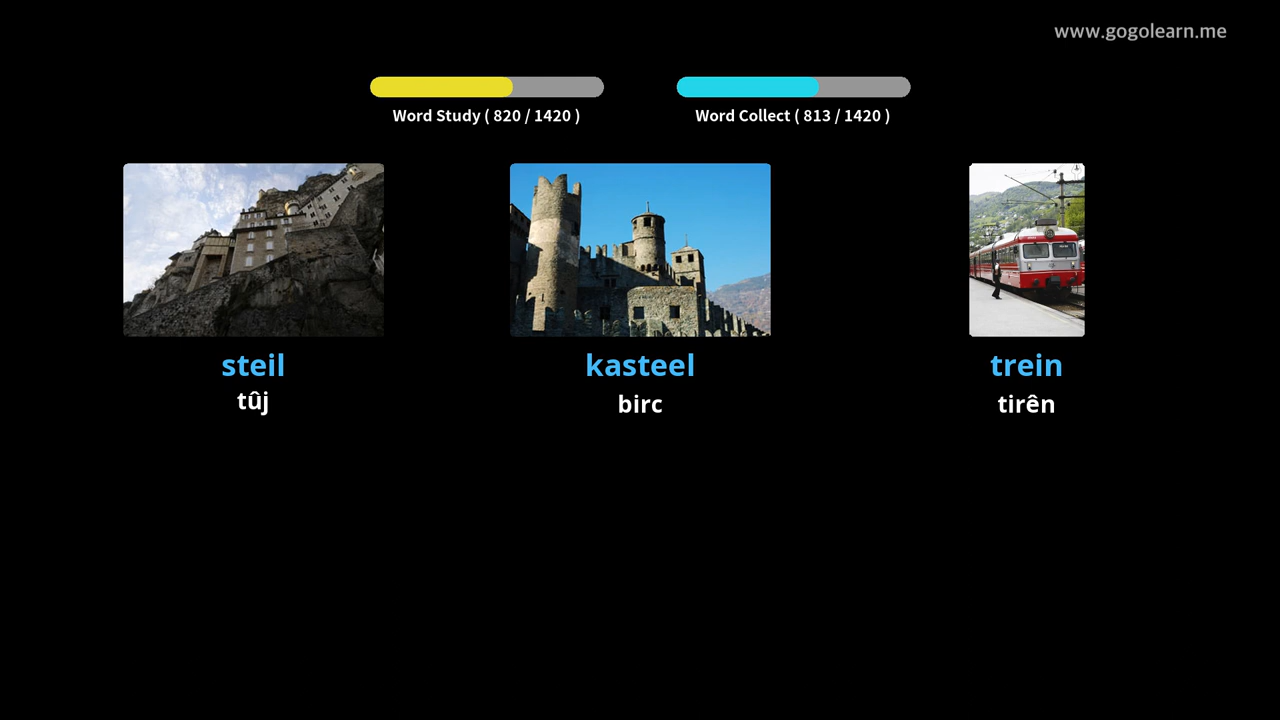 www.gogolearn.me
Word Study ( 820 / 1420 )
Word Collect ( 813 / 1420 )
steil
kasteel
trein
tûj
birc
tirên